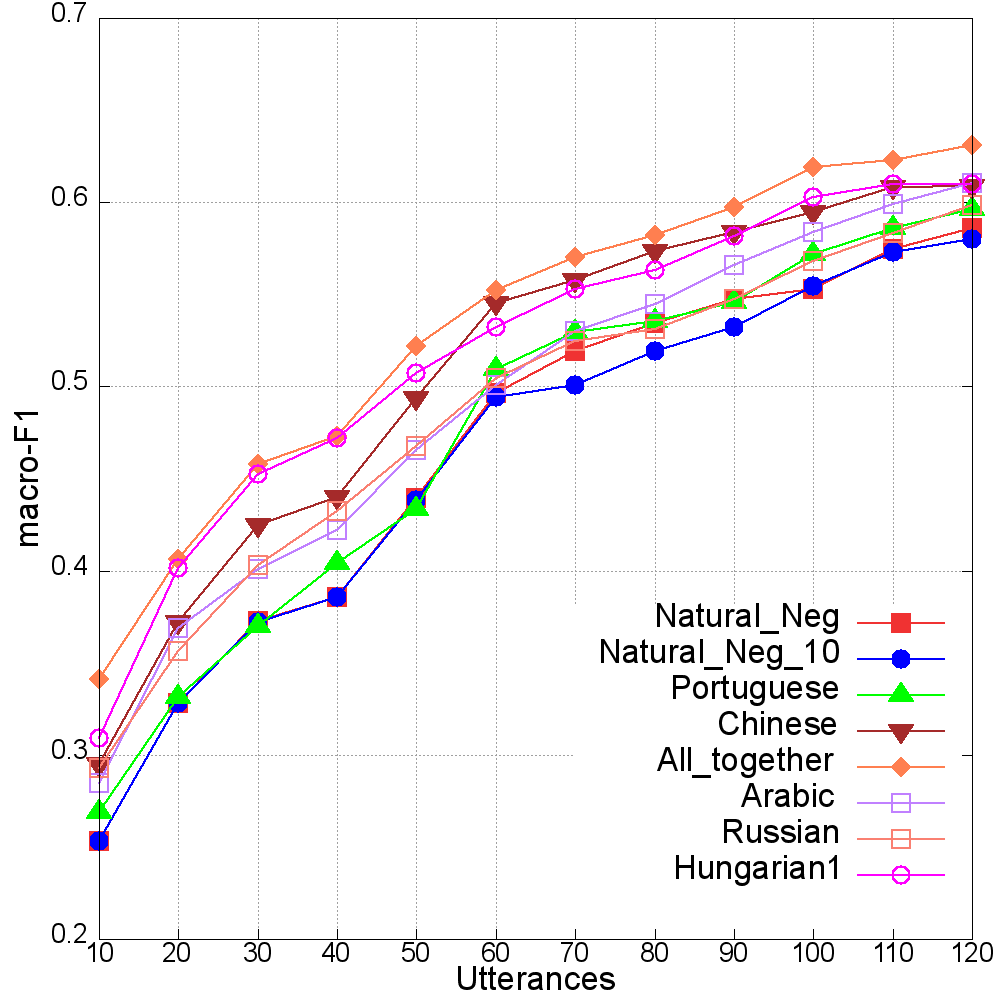 0.7
0.6
0.5
0.4
0.3
0.2
macro-F1
Natural_Neg
Natural_Neg_10
Portuguese
Chinese
All_together
Arabic
Russian
Hungarian1
10 20 30 40 50 60 70 80 90 100 110 120
Utterances